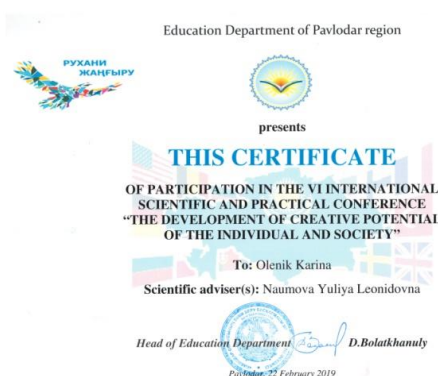 Education Department of Pavlodar region
РУХАНИ
ЖАҢҒЫРУ
presents
THIS CERTIFICATE
OF PARTICIPATION IN THE VI INTERNATIONAL
SCIENTIFIC AND PRACTICAL CONFERENCE
“THE DEVELOPMENT OF CREATIVE POTENTIAL
OF THE INDIVIDUAL AND SOCIETY”
To: Olenik Karina
Scientific adviser(s): Naumova Yuliya Leonidovna
Head of Education Department D.Bolatkhanuly
Pavlodar, 22 February 2019